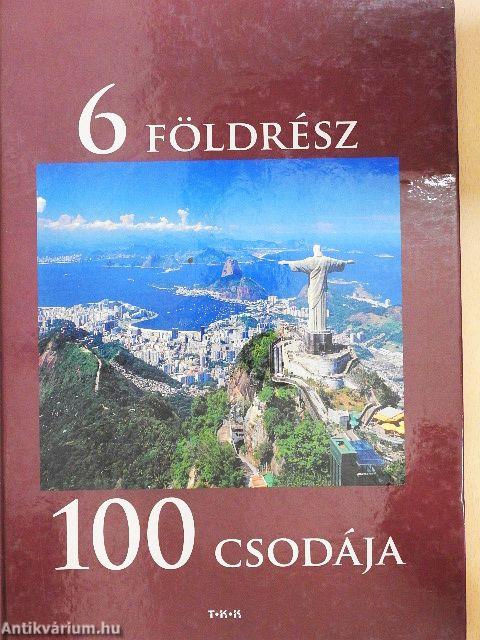 6 FÖLDRÉSZ
100 CSODÁJA
T•K•K
Antikvárium.hu